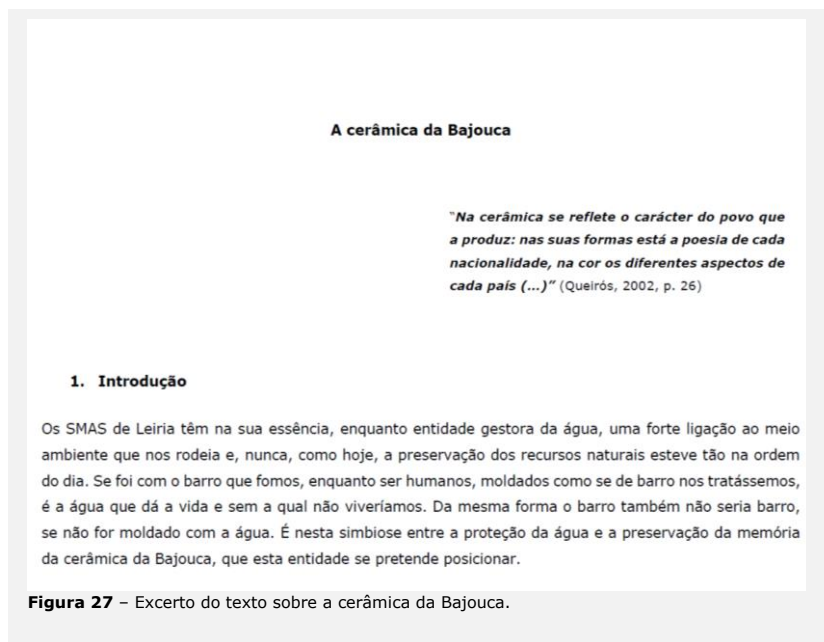 A cerâmica da Bajouca
"Na cerâmica se reflete o carácter do povo que
a produz: nas suas formas está a poesia de cada
nacionalidade, na cor os diferentes aspectos de
cada país (...)" (Queirós, 2002, p. 26)
1. Introdução
Os SMAS de Leiria têm na sua essência, enquanto entidade gestora da água, uma forte ligação ao meio
ambiente que nos rodeia e, nunca, como hoje, a preservação dos recursos naturais esteve tão na ordem
do dia. Se foi com o barro que fomos, enquanto ser humanos, moldados como se de barro nos tratássemos,
é a água que dá a vida e sem a qual não viveríamos. Da mesma forma o barro também não seria barro,
se não for moldado com a água. É nesta simbiose entre a proteção da água e a preservação da memória
da cerâmica da Bajouca, que esta entidade se pretende posicionar.
Figura 27 – Excerto do texto sobre a cerâmica da Bajouca.